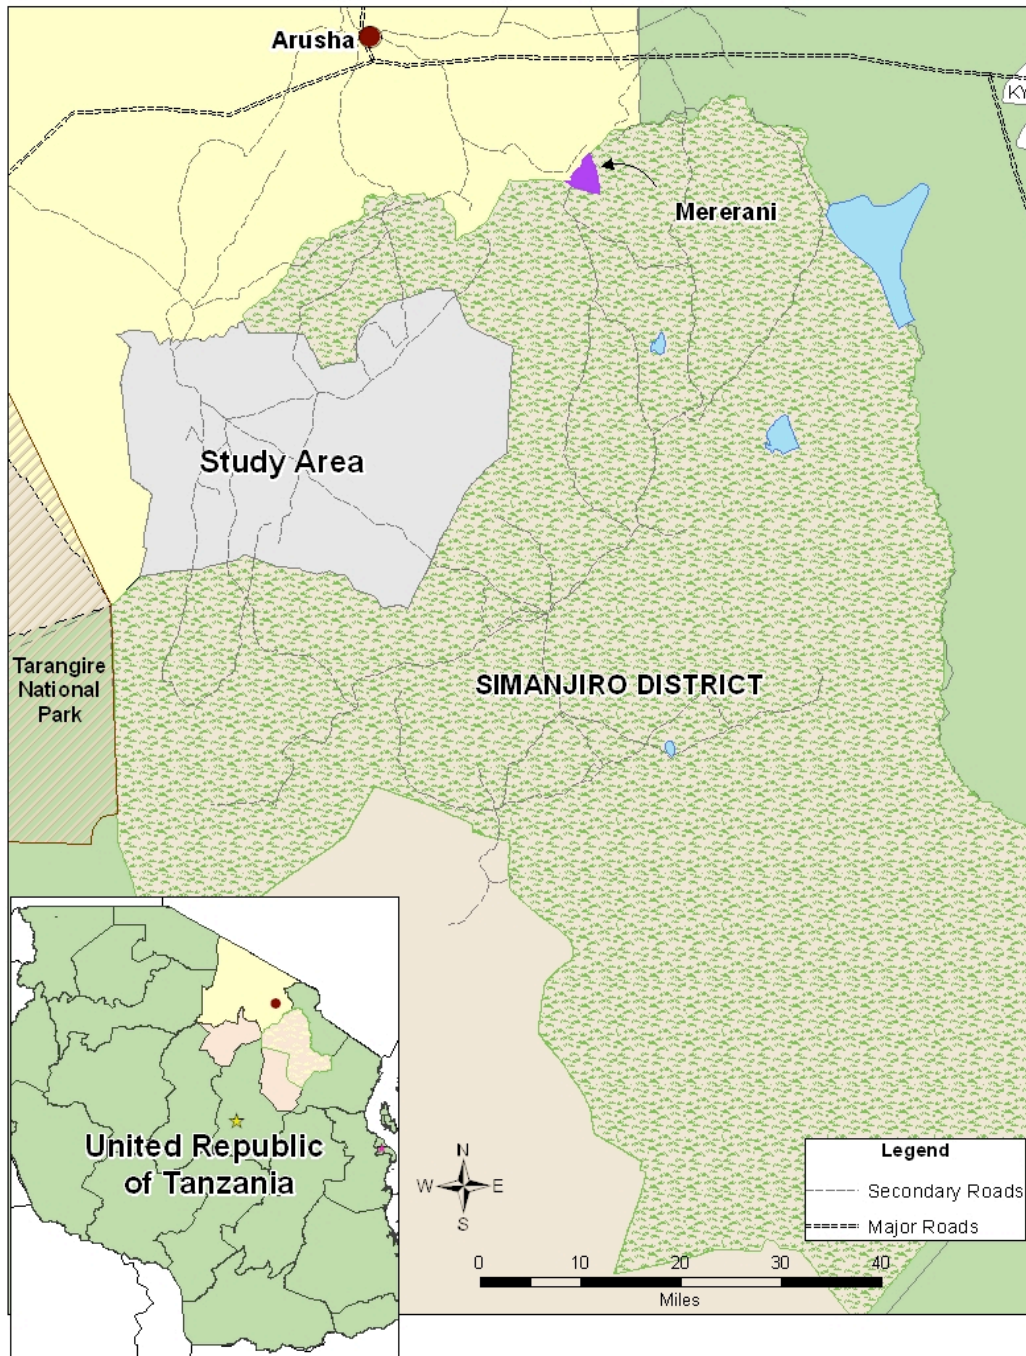 Arusha
KY
Mererani
Study Area
Tarangire
National
Park
SIMANJIRO DISTRICT
United Republic
of Tanzania
N
W
E
S
Legend
Secondary Roads
Major Roads
0 10 20 30 40
Miles